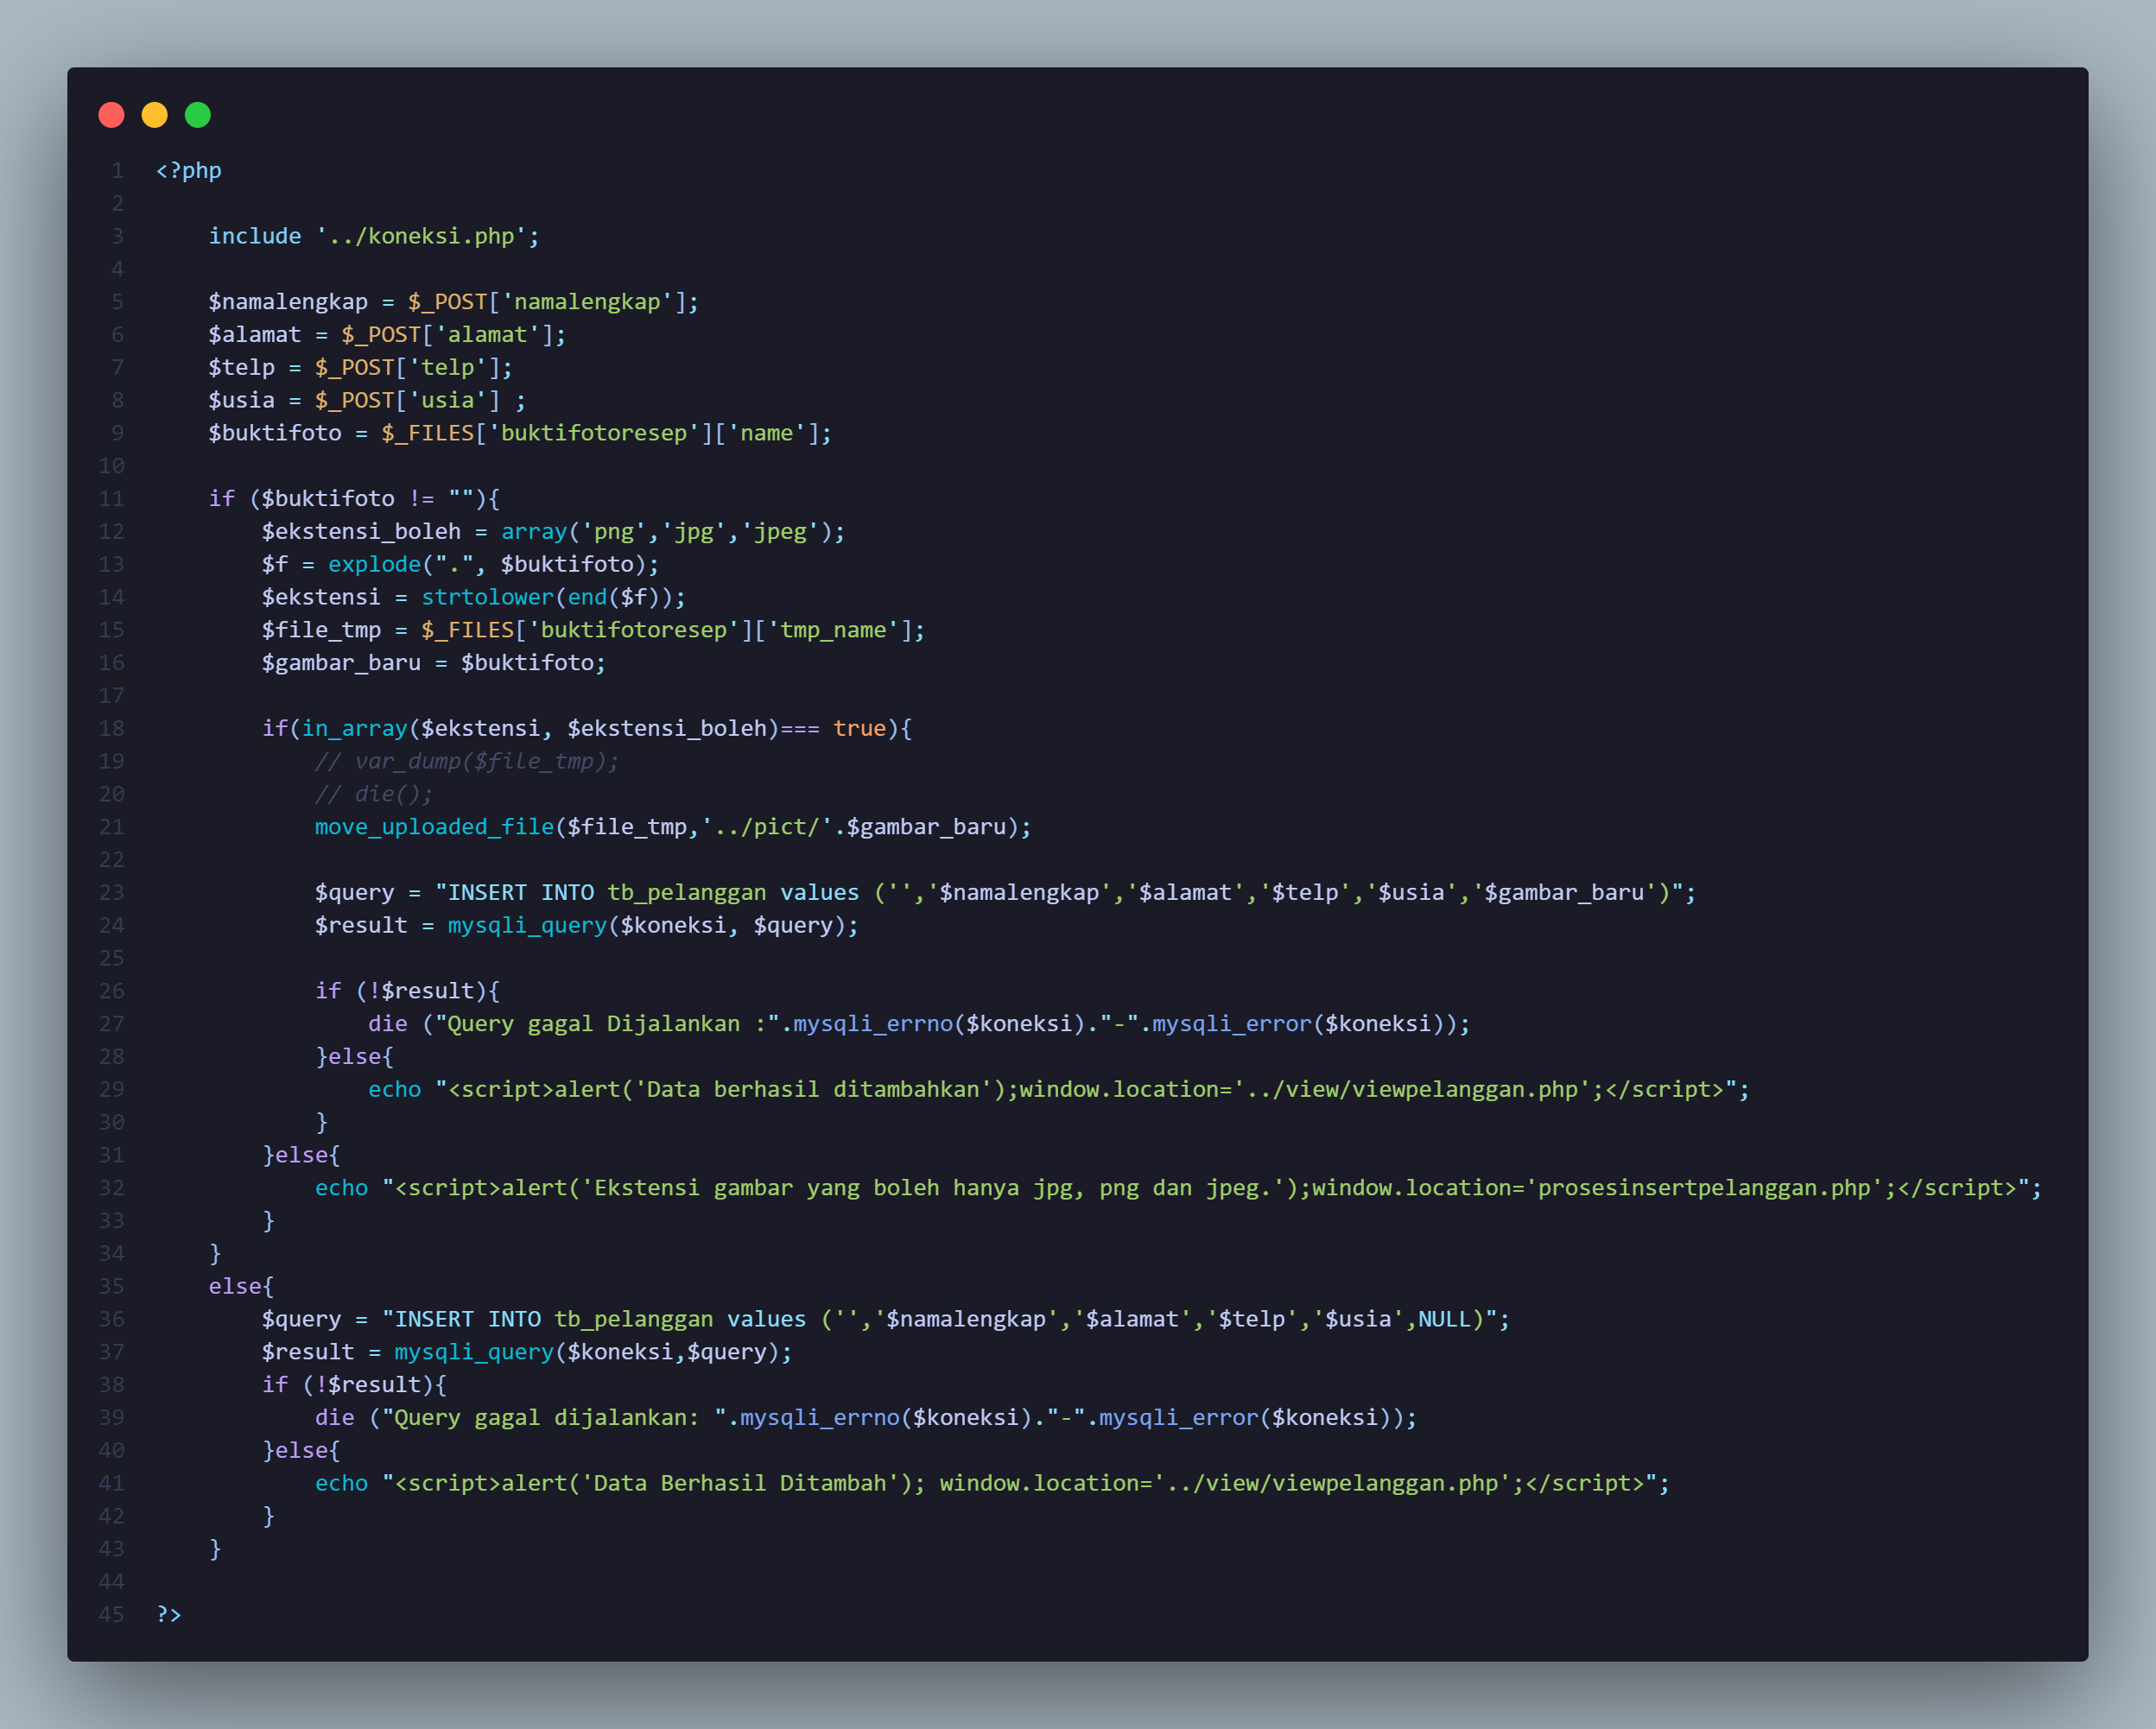 1 <?php
2
3 include '../koneksi.php';
4
5 $namalengkap = $_POST['namalengkap'];
6 $alamat = $_POST['alamat'];
7 $telp = $_POST['telp'];
8 $usia = $_POST['usia'] ;
9 $buktifoto = $_FILES['buktifotoresep']['name'];
10
11 if ($buktifoto != ""){
12 $ekstensi_boleh = array('png','jpg','jpeg');
13 $f = explode(".", $buktifoto);
14 $ekstensi = strtolower(end($f));
15 $file_tmp = $_FILES['buktifotoresep']['tmp_name'];
16 $gambar_baru = $buktifoto;
17
18 if(in_array($ekstensi, $ekstensi_boleh)=== true){
19 // var_dump($file_tmp);
20 // die();
21 move_uploaded_file($file_tmp,'../pict/'.$gambar_baru);
22
23 $query = "INSERT INTO tb_pelanggan values ('','$namalengkap','$alamat','$telp','$usia','$gambar_baru')";
24 $result = mysqli_query($koneksi, $query);
25
26 if (!$result){
27 die ("Query gagal Dijalankan :".mysqli_errno($koneksi)."-".mysqli_error($koneksi));
28 }else{
29 echo "<script>alert('Data berhasil ditambahkan');window.location='../view/viewpelanggan.php';</script>";
30 }
31 }else{
32 echo "<script>alert('Ekstensi gambar yang boleh hanya jpg, png dan jpeg.');window.location='prosesinsertpelanggan.php';</script>";
33 }
34 }
35 else{
36 $query = "INSERT INTO tb_pelanggan values ('','$namalengkap','$alamat','$telp','$usia',NULL)";
37 $result = mysqli_query($koneksi,$query);
38 if (!$result){
39 die ("Query gagal dijalankan: ".mysqli_errno($koneksi)."-".mysqli_error($koneksi));
40 }else{
41 echo "<script>alert('Data Berhasil Ditambah'); window.location='../view/viewpelanggan.php';</script>";
42 }
43 }
44
45 ?>